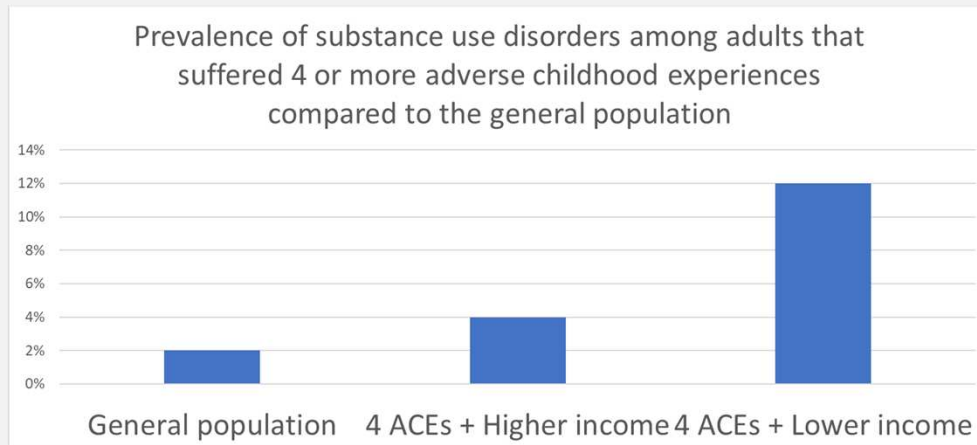 Prevalence of substance use disorders among adults that
suffered 4 or more adverse childhood experiences
compared to the general population
14%
12%
10%
8%
6%
4%
2%
0%
General population 4 ACEs + Higher income 4 ACEs + Lower income